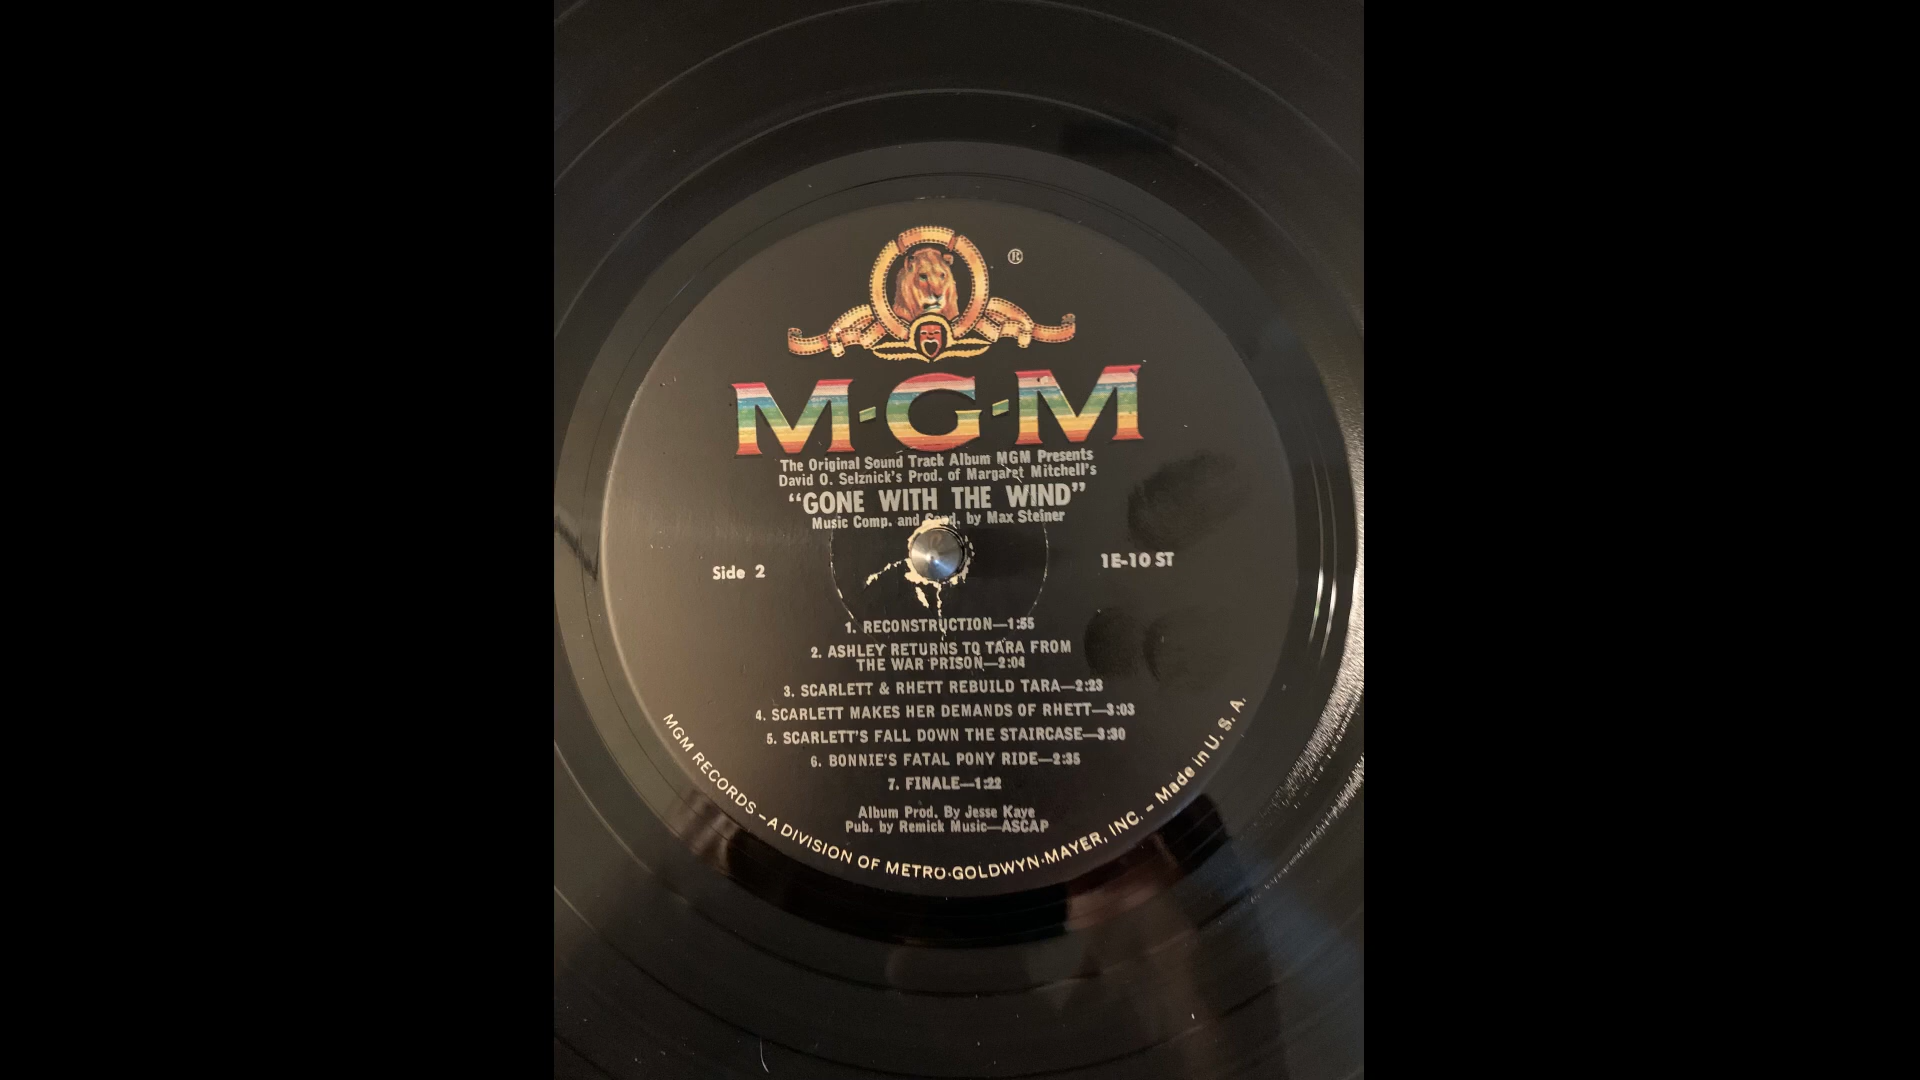 ®
M-G-M
The Original Sound Track Album MGM Presents
David O. Selznick's Prod. of Margaret Mitchell's
“GONE WITH THE WIND”
Music Comp. and Cond. by Max Steiner
Side 2
1E-10 ST
1. RECONSTRUCTION—1:55
2. ASHLEY RETURNS TO TARA FROM
THE WAR PRISON—2:04
3. SCARLETT & RHETT REBUILD TARA—2:23
4. SCARLETT MAKES HER DEMANDS OF RHETT—3:03
5. SCARLETT'S FALL DOWN THE STAIRCASE—3:30
6. BONNIE'S FATAL PONY RIDE—2:35
7. FINALE—1:22
Album Prod. By Jesse Kaye
Pub. by Remick Music—ASCAP
MGM RECORDS – A DIVISION OF METRO-GOLDWYN-MAYER, INC. – Made in U. S. A.